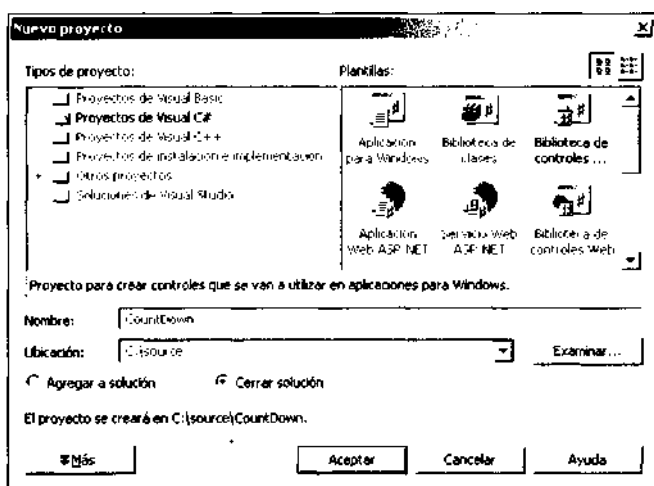 Nuevo proyecto
Tipos de proyecto:
Plantillas:
Proyectos de Visual Basic
Proyectos de Visual C#
Proyectos de Visual C++
Proyectos de instalación e implementación
Otros proyectos
Soluciones de Visual Studio
Aplicación para Windows
Biblioteca de clases
Biblioteca de controles ...
Aplicación Web ASP.NET
Servicio Web ASP.NET
Biblioteca de controles Web
Proyecto para crear controles que se van a utilizar en aplicaciones para Windows.
Nombre:
CountDown
Ubicación:
C:\source
Examinar...
Agregar a solución
Cerrar solución
El proyecto se creará en C:\source\CountDown.
Más
Aceptar
Cancelar
Ayuda